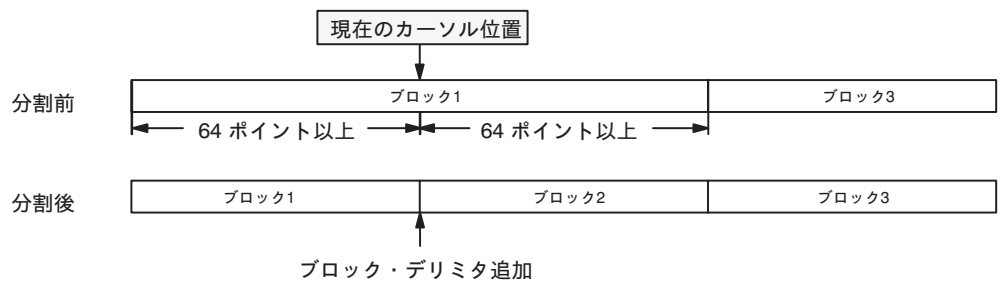 現在のカーソル位置
分割前
ブロック1
ブロック3
64 ポイント以上
64 ポイント以上
分割後
ブロック1
ブロック2
ブロック3
ブロック・デリミタ追加